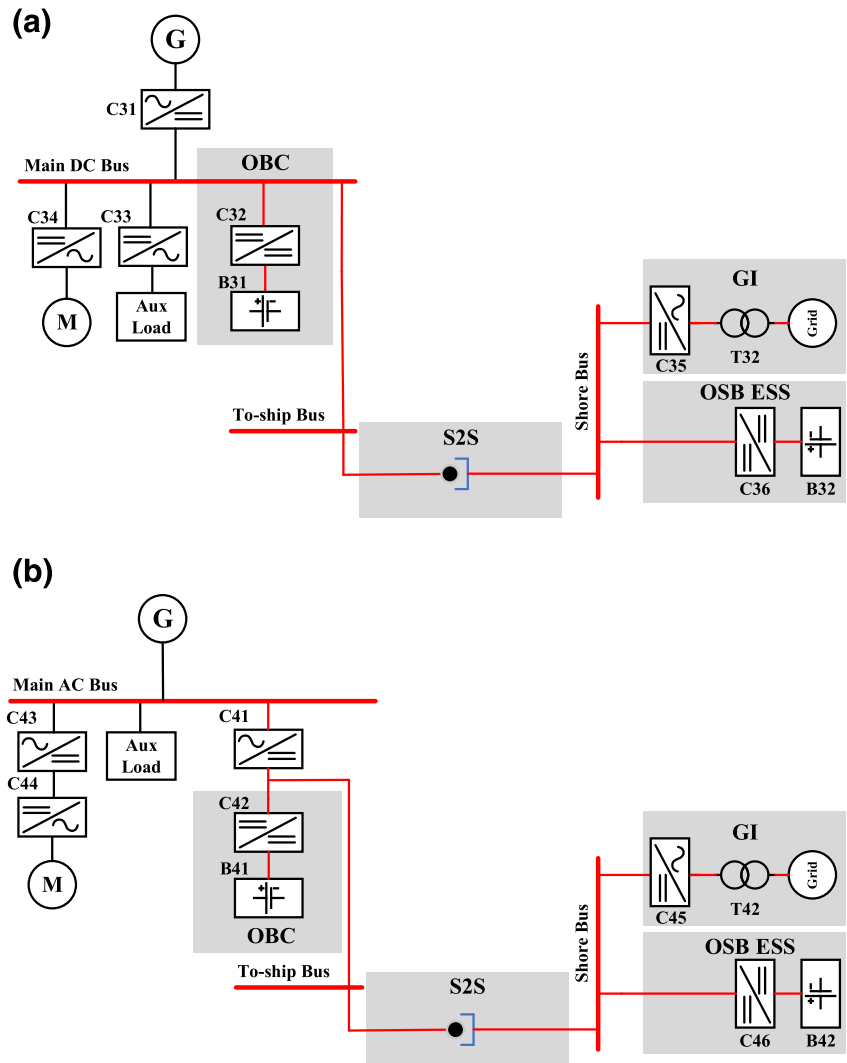 (a)
G
C31
Main DC Bus
OBC
C34
C33
C32
B31
M
Aux
Load
GI
Grid
C35
T32
Shore Bus
OSB ESS
To-ship Bus
S2S
C36
B32
(b)
G
Main AC Bus
C43
C41
Aux
Load
C44
C42
B41
M
OBC
GI
Grid
C45
T42
Shore Bus
OSB ESS
To-ship Bus
S2S
C46
B42